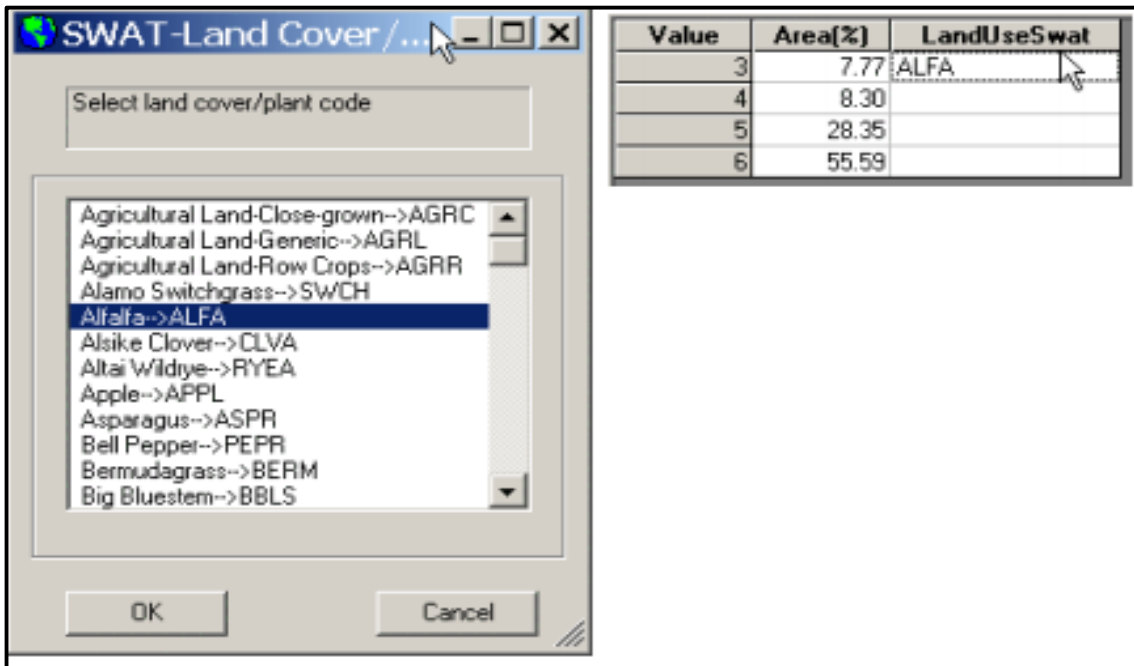 SWAT-Land Cover/...
Select land cover/plant code
Agricultural Land-Close-grown-->AGRC
Agricultural Land-Generic-->AGRL
Agricultural Land-Row Crops-->AGRR
Alamo Switchgrass-->SWCH
Alfalfa-->ALFA
Alsike Clover-->CLVA
Altai Wildrye-->RYEA
Apple-->APPL
Asparagus-->ASPR
Bell Pepper-->PEPR
Bermudagrass-->BERM
Big Bluestem-->BBLS
OK Cancel
Value Area(%) LandUseSwat
3 7.77 ALFA
4 8.30
5 28.35
6 55.59